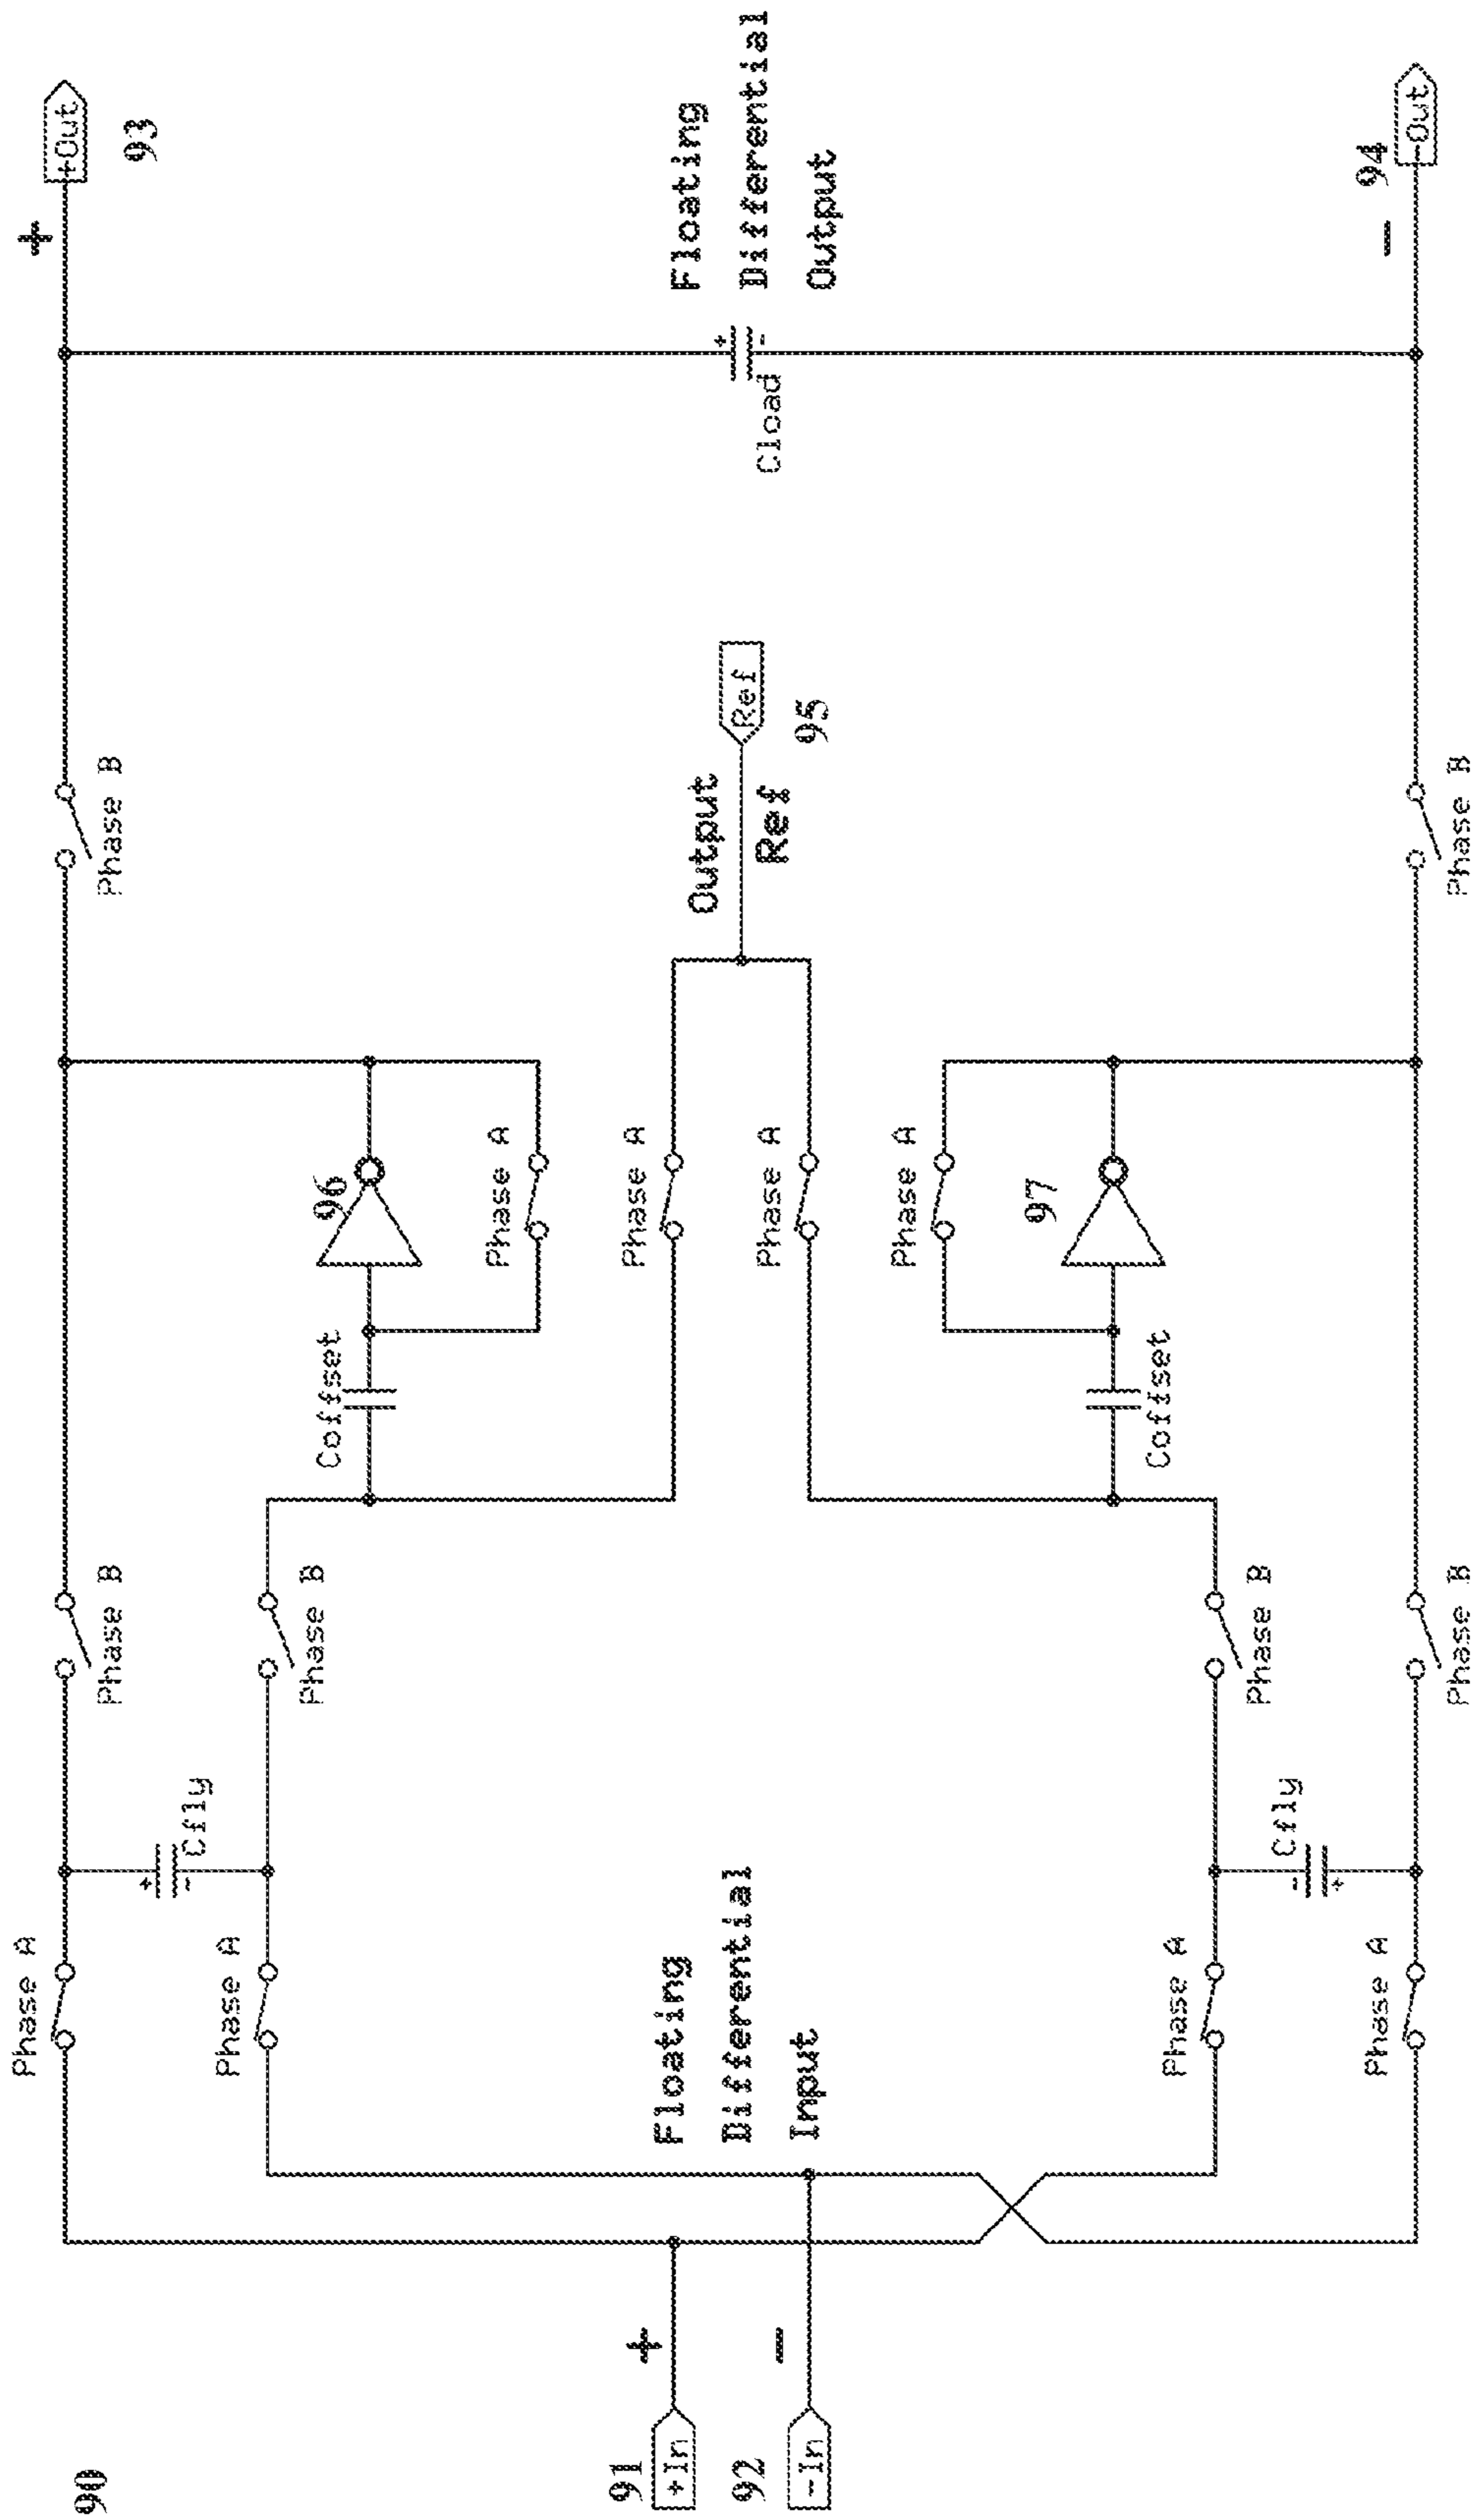 90
Phase A
+
+Out
93
Phase B
Phase B
Phase A
+
-
Cfly
Phase B
Coffset
96
Phase A
Phase A
91
+
+In
Floating
Differential
Input
92
−
-In
Output
Ref
Ref
95
Phase A
+
-
Cload
Floating
Differential
Output
Phase A
97
Coffset
Phase A
Phase B
Cfly
-
+
Phase A
Phase B
Phase B
−
94
-Out